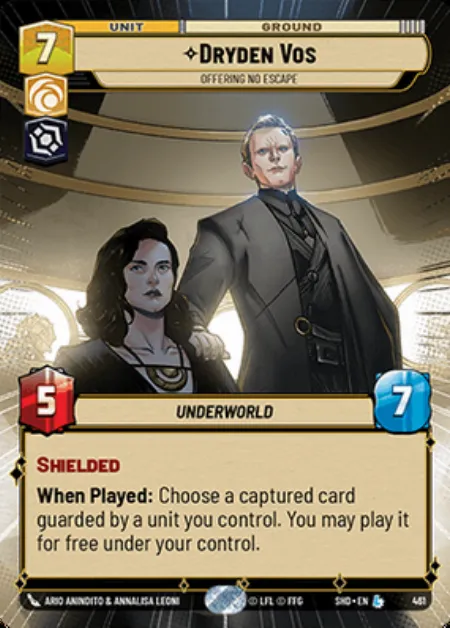 UNIT GROUND
7
DRYDEN VOS
OFFERING NO ESCAPE
5
UNDERWORLD
7
SHIELDED
When Played: Choose a captured card
guarded by a unit you control. You may play it
for free under your control.
ARIO ANINDITO & ANNALISA LEONI © LFL © FFG SHD • EN 461